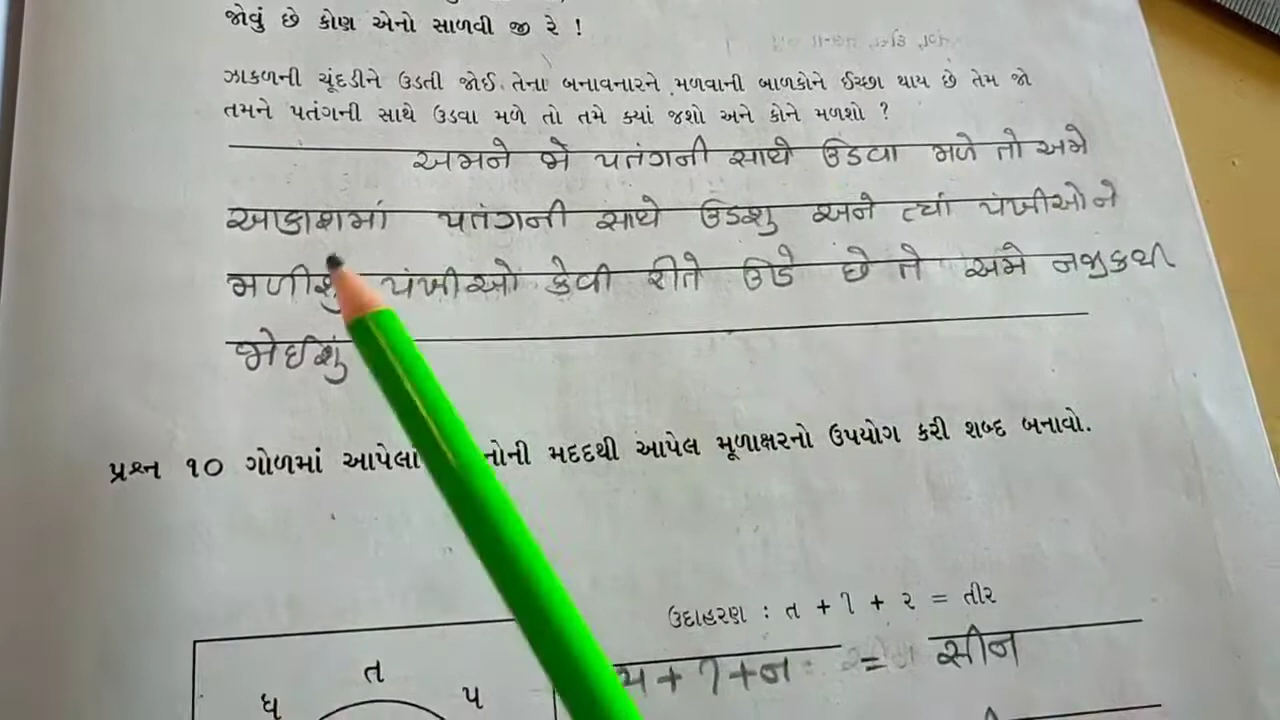 જોવું છે કોણ એનો સાળવી જી રે !
ઝાકળની ચૂંદડીને ઉડતી જોઈ તેના બનાવનારને મળવાની બાળકોને ઈચ્છા થાય છે તેમ જો
તમને પતંગની સાથે ઉડવા મળે તો તમે ક્યાં જશો અને કોને મળશો ?
અમને જો પતંગની સાથે ઉડવા મળે તો અમે
આકાશમાં પતંગની સાથે ઉડશુ અને ત્યાં પંખીઓને
મળીશુ પંખીઓ કેવી રીતે ઊડે છે તે અમે નજીકથી
જોઈશું
પ્રશ્ન ૧૦ ગોળમાં આપેલાં મદદથી આપેલ મૂળાક્ષરનો ઉપયોગ કરી શબ્દ બનાવો.
ઉદાહરણ : ત + ી + ર = તીર
+ ી + ન = સીન
ત
ધ પ